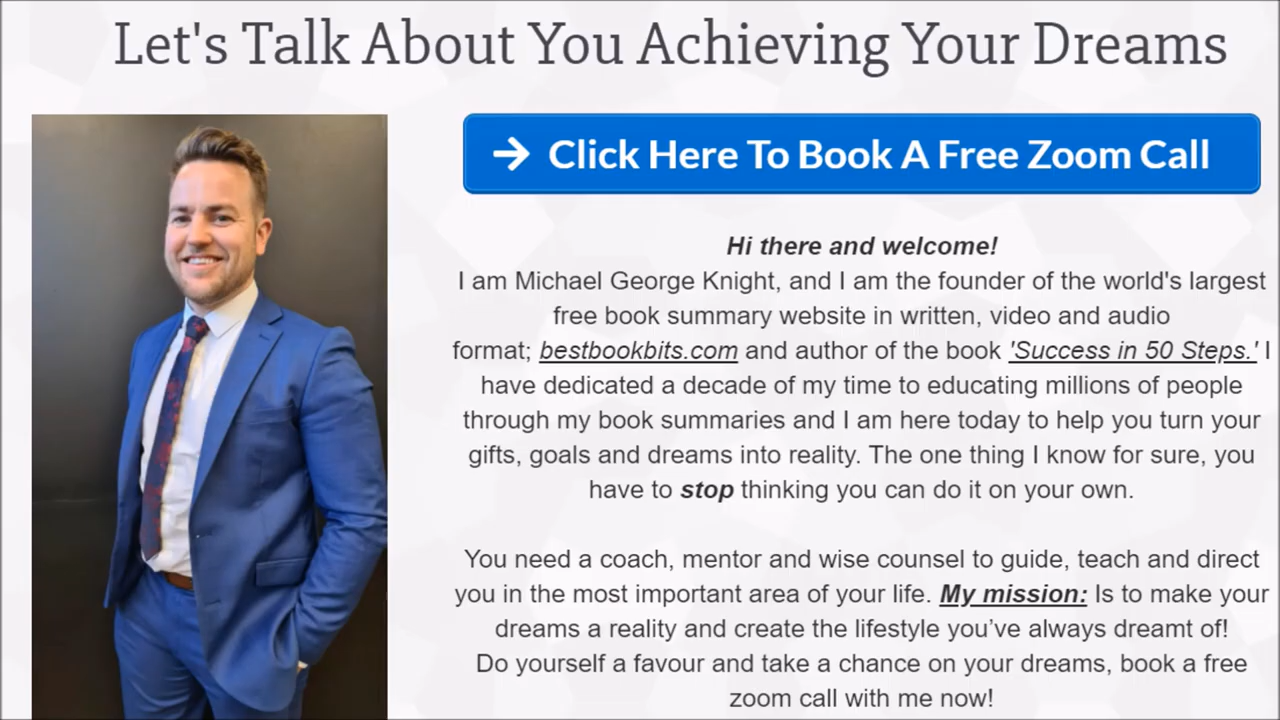 Let's Talk About You Achieving Your Dreams
Click Here To Book A Free Zoom Call
Hi there and welcome!
I am Michael George Knight, and I am the founder of the world's largest
free book summary website in written, video and audio
format; bestbookbits.com and author of the book 'Success in 50 Steps.' I
have dedicated a decade of my time to educating millions of people
through my book summaries and I am here today to help you turn your
gifts, goals and dreams into reality. The one thing I know for sure, you
have to stop thinking you can do it on your own.
You need a coach, mentor and wise counsel to guide, teach and direct
you in the most important area of your life. My mission: Is to make your
dreams a reality and create the lifestyle you’ve always dreamt of!
Do yourself a favour and take a chance on your dreams, book a free
zoom call with me now!